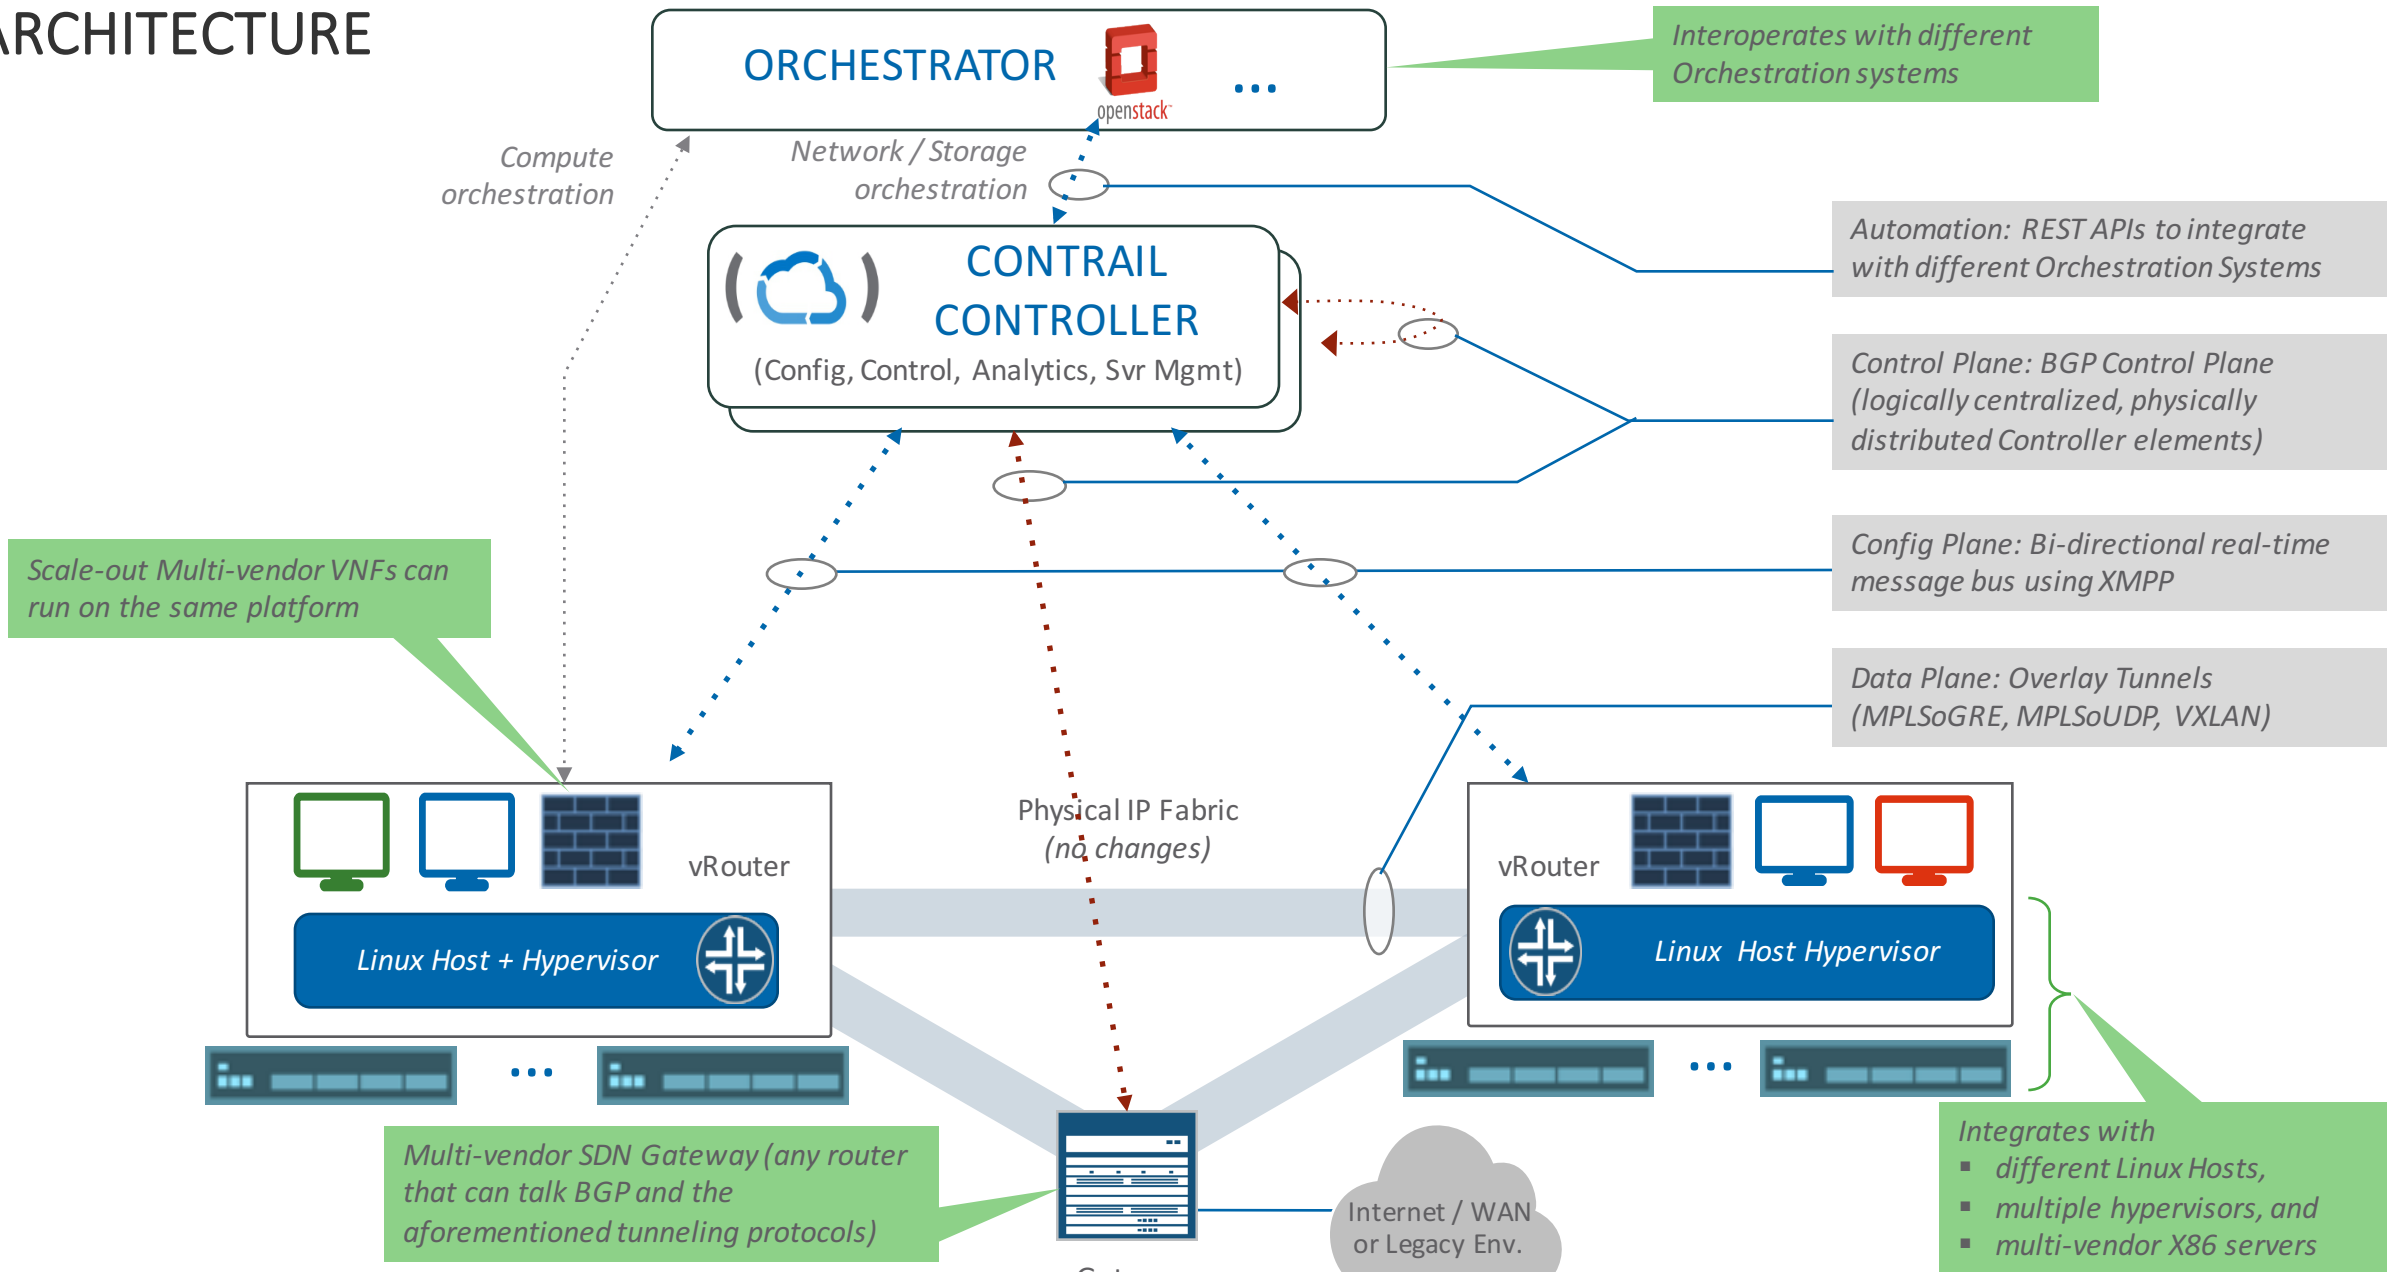 ARCHITECTURE
ORCHESTRATOR
openstack
...
Interoperates with different
Orchestration systems
Compute
orchestration
Network / Storage
orchestration
CONTRAIL
CONTROLLER
(Config, Control, Analytics, Svr Mgmt)
Automation: REST APIs to integrate
with different Orchestration Systems
Control Plane: BGP Control Plane
(logically centralized, physically
distributed Controller elements)
Config Plane: Bi-directional real-time
message bus using XMPP
Data Plane: Overlay Tunnels
(MPLSoGRE, MPLSoUDP, VXLAN)
Scale-out Multi-vendor VNFs can
run on the same platform
Physical IP Fabric
(no changes)
vRouter
Linux Host + Hypervisor
vRouter
Linux Host Hypervisor
...
...
Multi-vendor SDN Gateway (any router
that can talk BGP and the
aforementioned tunneling protocols)
Internet / WAN
or Legacy Env.
Integrates with
▪ different Linux Hosts,
▪ multiple hypervisors, and
▪ multi-vendor X86 servers